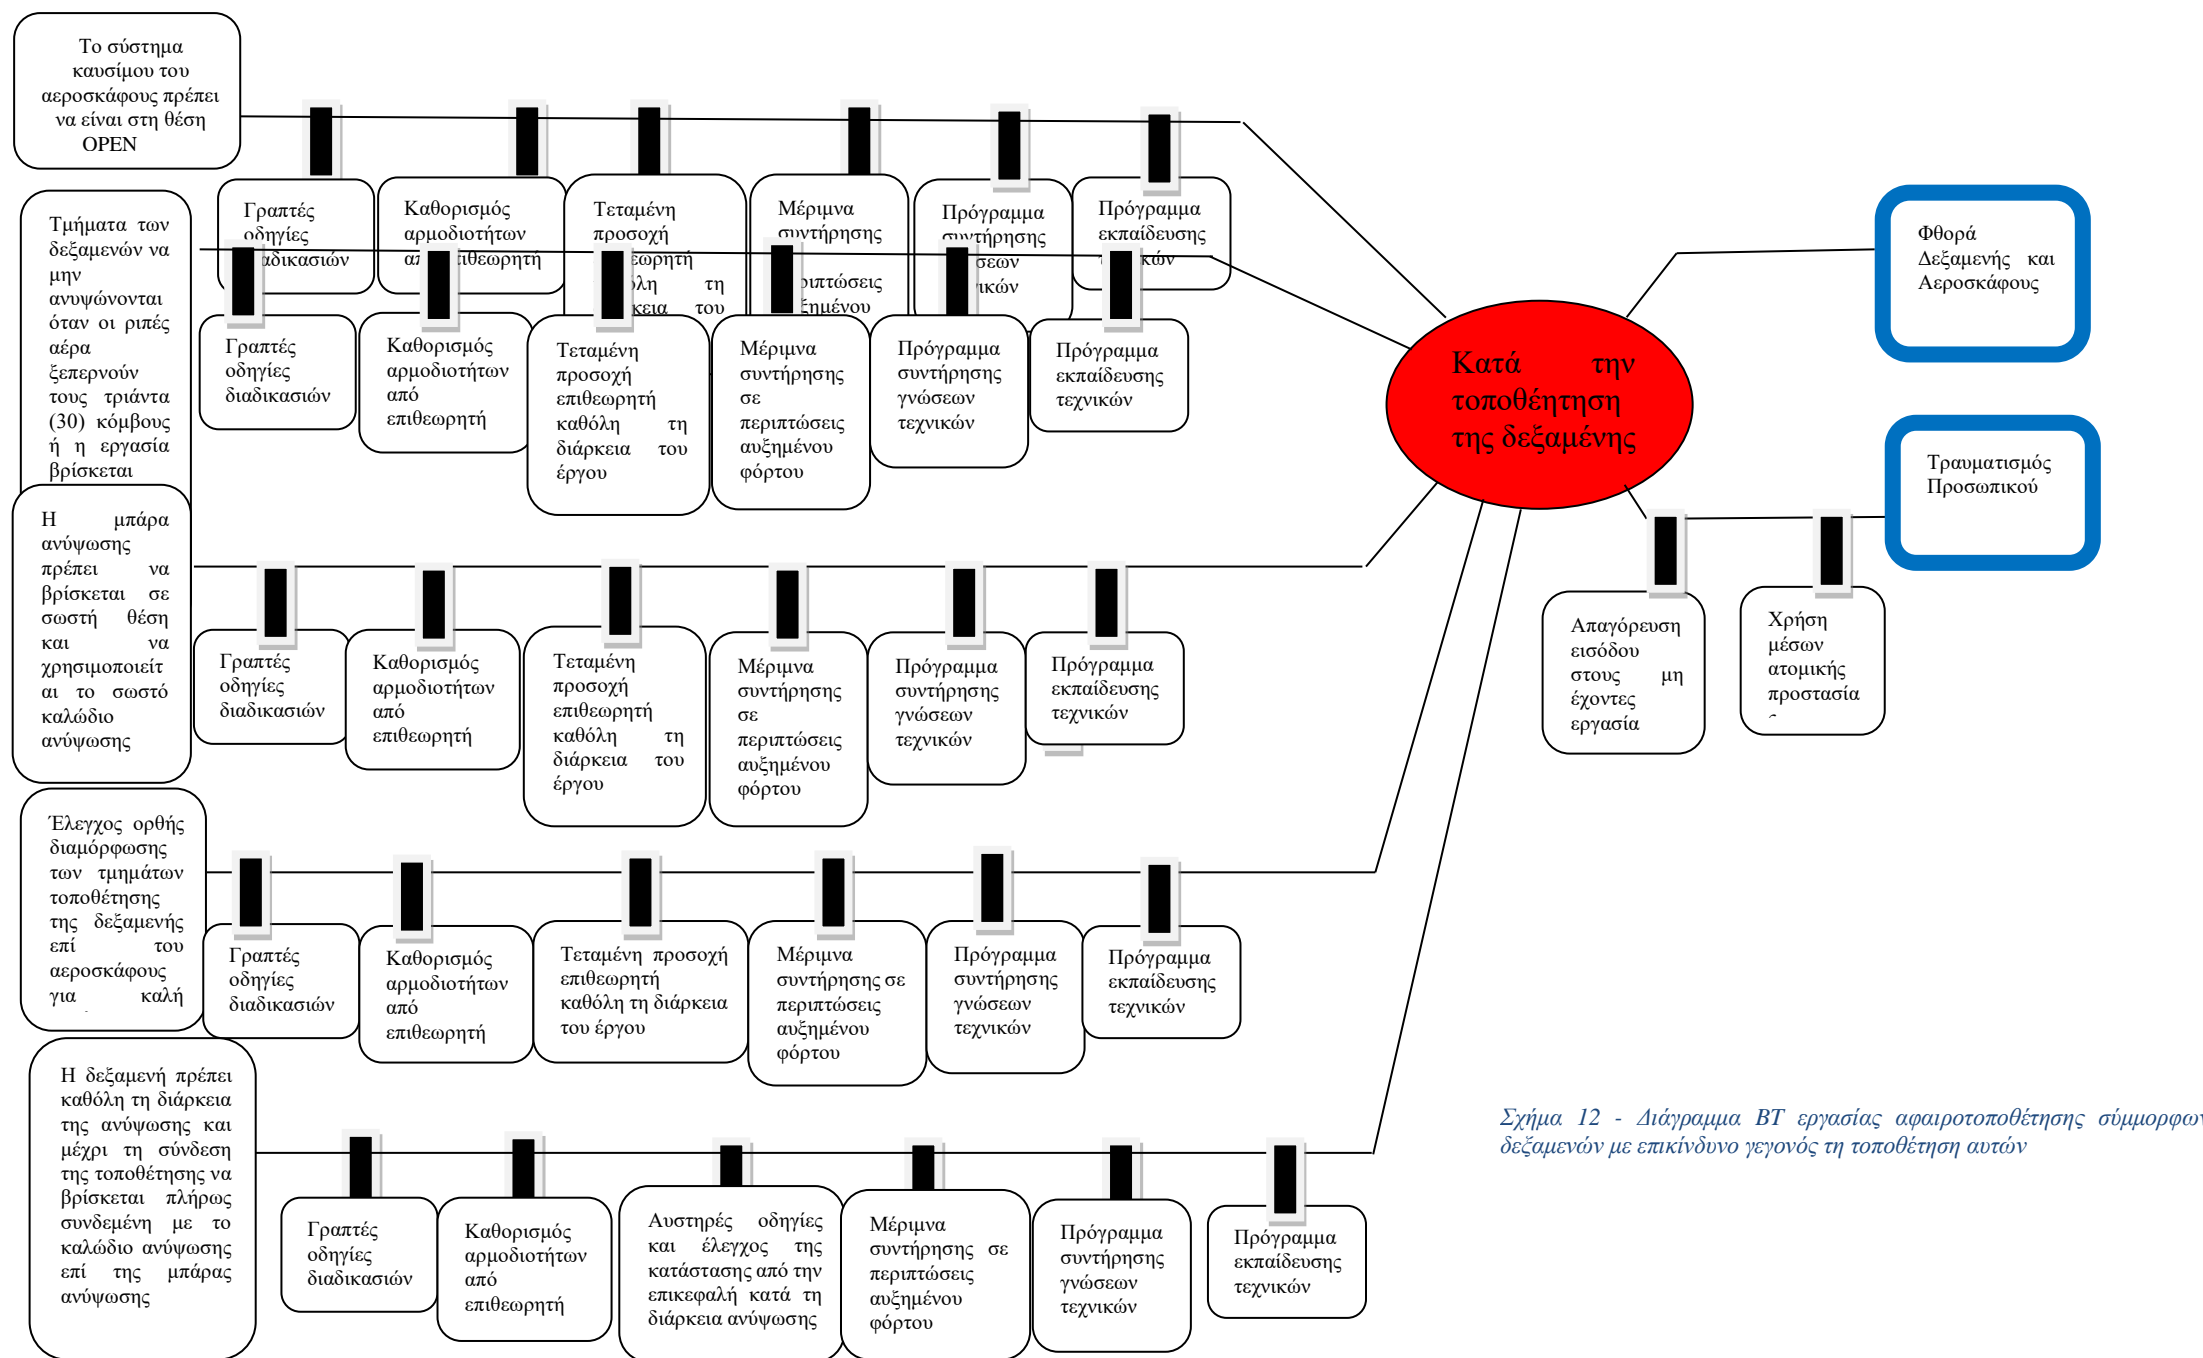 Το σύστημα
καυσίμου του
αεροσκάφους πρέπει
να είναι στη θέση
OPEN
Γραπτές
οδηγίες
Καθορισμός
αρμοδιοτήτων
Τεταμένη
προσοχή
τη
του
Μέριμνα
συντήρησης
Πρόγραμμα
συντήρησης
Πρόγραμμα
εκπαίδευσης
Τμήματα των
δεξαμενών να
μην
ανυψώνονται
όταν οι ριπές
αέρα
ξεπερνούν
τους τριάντα
(30) κόμβους
ή η εργασία
βρίσκεται
Γραπτές
οδηγίες
διαδικασιών
Καθορισμός
αρμοδιοτήτων
από
επιθεωρητή
Τεταμένη
προσοχή
επιθεωρητή
καθόλη τη
διάρκεια του
έργου
Μέριμνα
συντήρησης
σε
περιπτώσεις
αυξημένου
φόρτου
Πρόγραμμα
συντήρησης
γνώσεων
τεχνικών
Πρόγραμμα
εκπαίδευσης
τεχνικών
Η μπάρα
ανύψωσης
πρέπει να
βρίσκεται σε
σωστή θέση
και να
χρησιμοποιείτ
αι το σωστό
καλώδιο
ανύψωσης
Γραπτές
οδηγίες
διαδικασιών
Καθορισμός
αρμοδιοτήτων
από
επιθεωρητή
Τεταμένη
προσοχή
επιθεωρητή
καθόλη τη
διάρκεια του
έργου
Μέριμνα
συντήρησης
σε
περιπτώσεις
αυξημένου
φόρτου
Πρόγραμμα
συντήρησης
γνώσεων
τεχνικών
Πρόγραμμα
εκπαίδευσης
τεχνικών
Έλεγχος ορθής
διαμόρφωσης
των τμημάτων
τοποθέτησης
της δεξαμενής
επί του
αεροσκάφους
για καλή
Γραπτές
οδηγίες
διαδικασιών
Καθορισμός
αρμοδιοτήτων
από
επιθεωρητή
Τεταμένη προσοχή
επιθεωρητή
καθόλη τη διάρκεια
του έργου
Μέριμνα
συντήρησης σε
περιπτώσεις
αυξημένου
φόρτου
Πρόγραμμα
συντήρησης
γνώσεων
τεχνικών
Πρόγραμμα
εκπαίδευσης
τεχνικών
Η δεξαμενή πρέπει
καθόλη τη διάρκεια
της ανύψωσης και
μέχρι τη σύνδεση
της τοποθέτησης να
βρίσκεται πλήρως
συνδεμένη με το
καλώδιο ανύψωσης
επί της μπάρας
ανύψωσης
Γραπτές
οδηγίες
διαδικασιών
Καθορισμός
αρμοδιοτήτων
από
επιθεωρητή
Αυστηρές οδηγίες
και έλεγχος της
κατάστασης από την
επικεφαλή κατά τη
διάρκεια ανύψωσης
Μέριμνα
συντήρησης σε
περιπτώσεις
αυξημένου
φόρτου
Πρόγραμμα
συντήρησης
γνώσεων
τεχνικών
Πρόγραμμα
εκπαίδευσης
τεχνικών
Κατά την
τοποθέητηση
της δεξαμένης
Φθορά
Δεξαμενής και
Αεροσκάφους
Τραυματισμός
Προσωπικού
Απαγόρευση
εισόδου
στους μη
έχοντες
εργασία
Χρήση
μέσων
ατομικής
προστασία
Σχήμα 12 - Διάγραμμα ΒΤ εργασίας αφαιροτοποθέτησης σύμμορφων
δεξαμενών με επικίνδυνο γεγονός τη τοποθέτηση αυτών